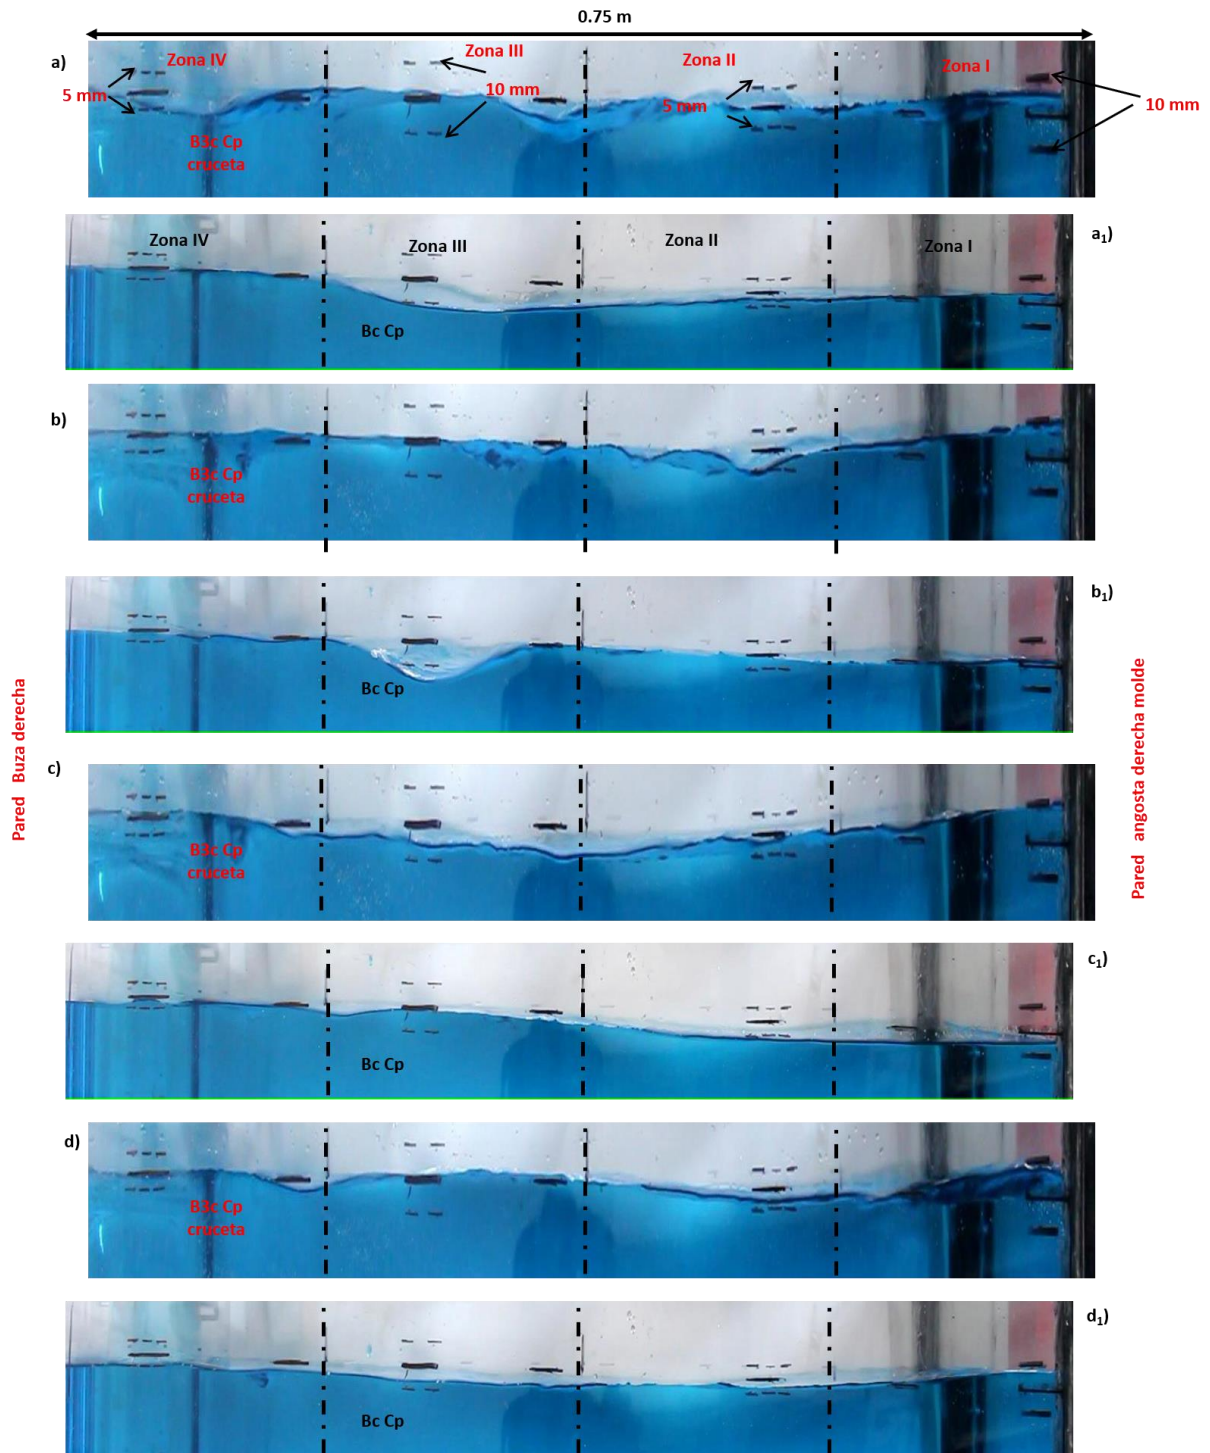 0.75 m
a)
Zona IV
Zona III
Zona II
Zona I
5 mm
10 mm
5 mm
10 mm
B3c Cp
cruceta
a1)
Zona IV
Zona III
Zona II
Zona I
Bc Cp
b)
B3c Cp
cruceta
b1)
Bc Cp
Pared Buza derecha
Pared angosta derecha molde
c)
B3c Cp
cruceta
c1)
Bc Cp
d)
B3c Cp
cruceta
d1)
Bc Cp